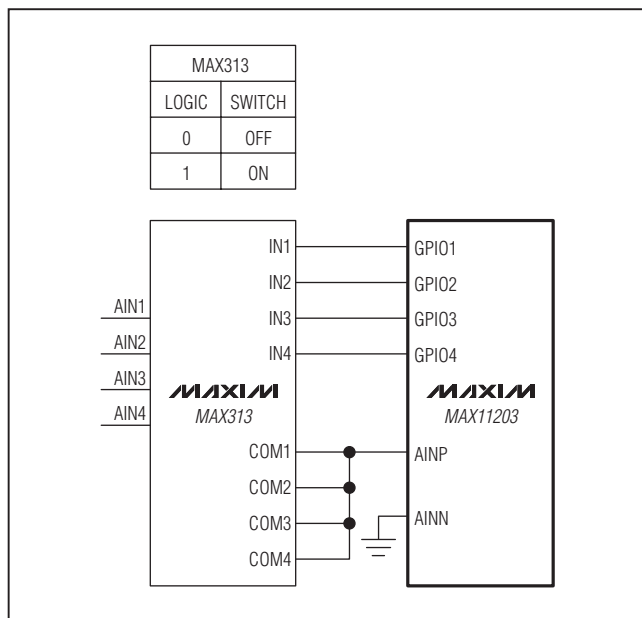 MAX313
LOGIC SWITCH
0 OFF
1 ON
IN1
IN2
IN3
IN4
AIN1
AIN2
AIN3
AIN4
MAXIM
MAX313
COM1
COM2
COM3
COM4
GPIO1
GPIO2
GPIO3
GPIO4
MAXIM
MAX11203
AINP
AINN